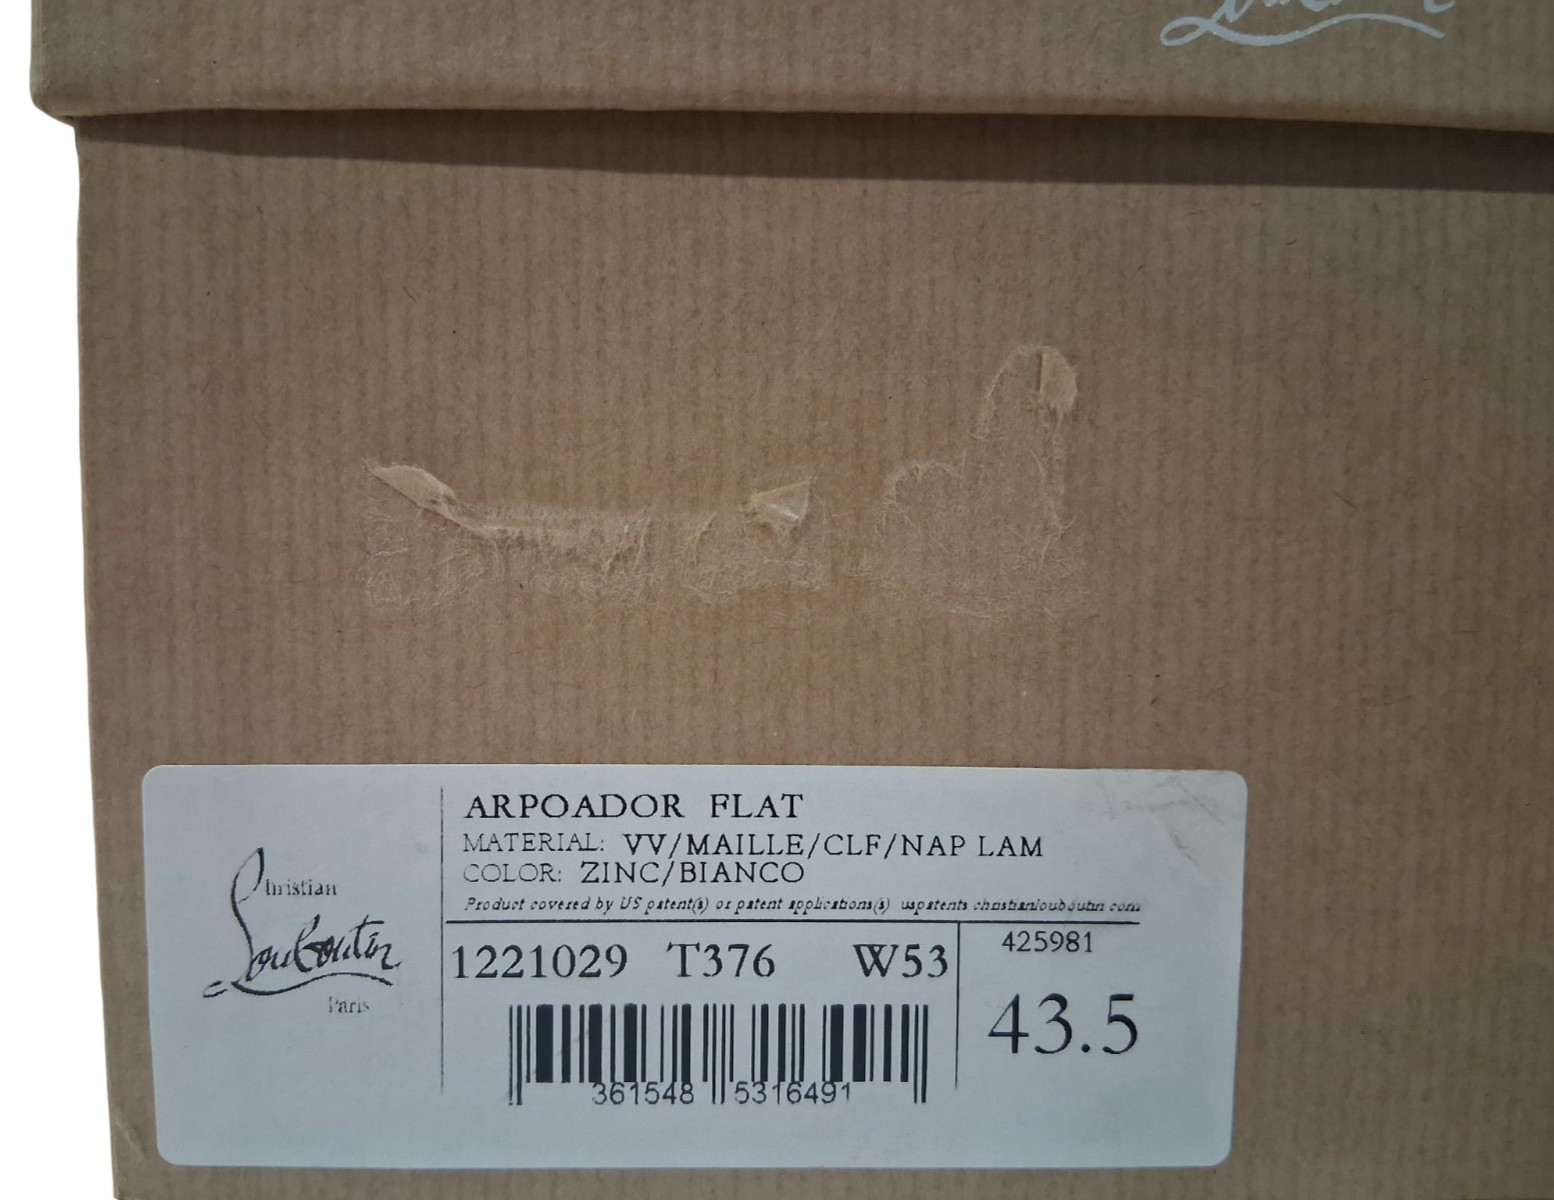 Christian
Louboutin
Paris
ARPOADOR FLAT
MATERIAL: VV/MAILLE/CLF/NAP LAM
COLOR: ZINC/BIANCO
Product covered by US patent(s) or patent applications(s) uspatents christianlouboutin com
1221029 T376 W53
425981
43.5
361548 5316491